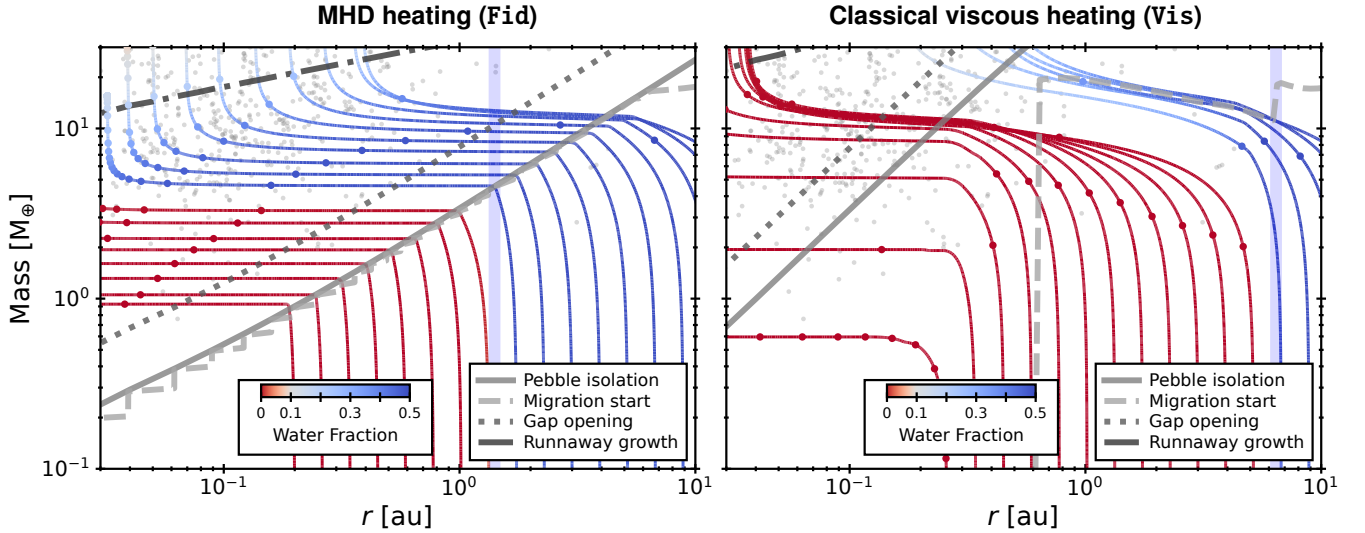 MHD heating (Fid)
Classical viscous heating (Vis)
Mass [M⊕]
10¹
10⁰
10⁻¹
0 0.1 0.3 0.5
Water Fraction
Pebble isolation
Migration start
Gap opening
Runnaway growth
0 0.1 0.3 0.5
Water Fraction
Pebble isolation
Migration start
Gap opening
Runnaway growth
10⁻¹ 10⁰ 10¹
10⁻¹ 10⁰ 10¹
r [au]
r [au]